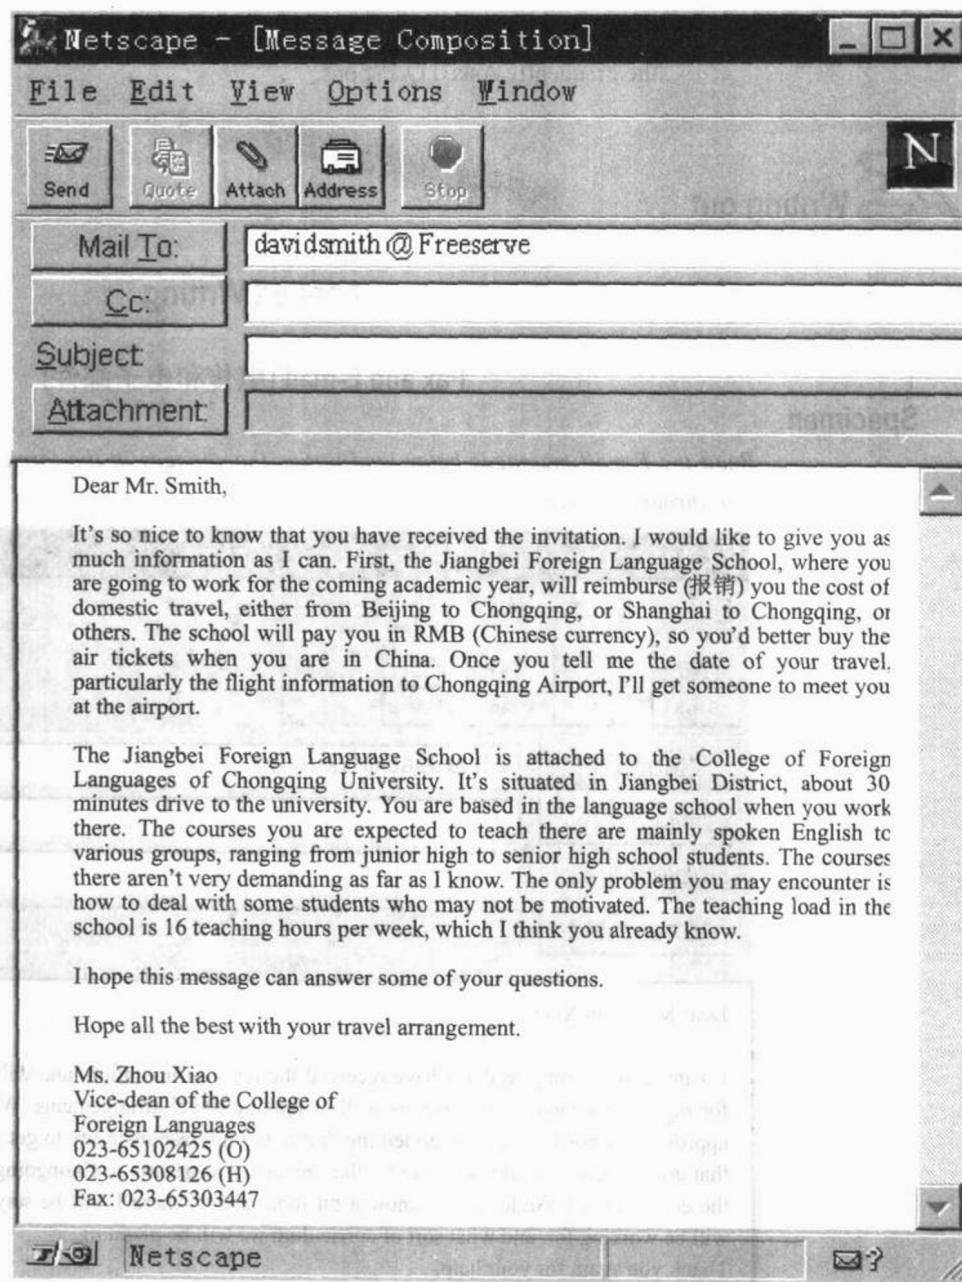 Netscape - [Message Composition]
File Edit View Options Window
Send Quote Attach Address Stop
N
Mail To: davidsmith@Freeserve
Cc:
Subject:
Attachment:
Dear Mr. Smith,
It's so nice to know that you have received the invitation. I would like to give you as
much information as I can. First, the Jiangbei Foreign Language School, where you
are going to work for the coming academic year, will reimburse (报销) you the cost of
domestic travel, either from Beijing to Chongqing, or Shanghai to Chongqing, or
others. The school will pay you in RMB (Chinese currency), so you'd better buy the
air tickets when you are in China. Once you tell me the date of your travel,
particularly the flight information to Chongqing Airport, I'll get someone to meet you
at the airport.
The Jiangbei Foreign Language School is attached to the College of Foreign
Languages of Chongqing University. It's situated in Jiangbei District, about 30
minutes drive to the university. You are based in the language school when you work
there. The courses you are expected to teach there are mainly spoken English to
various groups, ranging from junior high to senior high school students. The courses
there aren't very demanding as far as I know. The only problem you may encounter is
how to deal with some students who may not be motivated. The teaching load in the
school is 16 teaching hours per week, which I think you already know.
I hope this message can answer some of your questions.
Hope all the best with your travel arrangement.
Ms. Zhou Xiao
Vice-dean of the College of
Foreign Languages
023-65102425 (O)
023-65308126 (H)
Fax: 023-65303447
Netscape